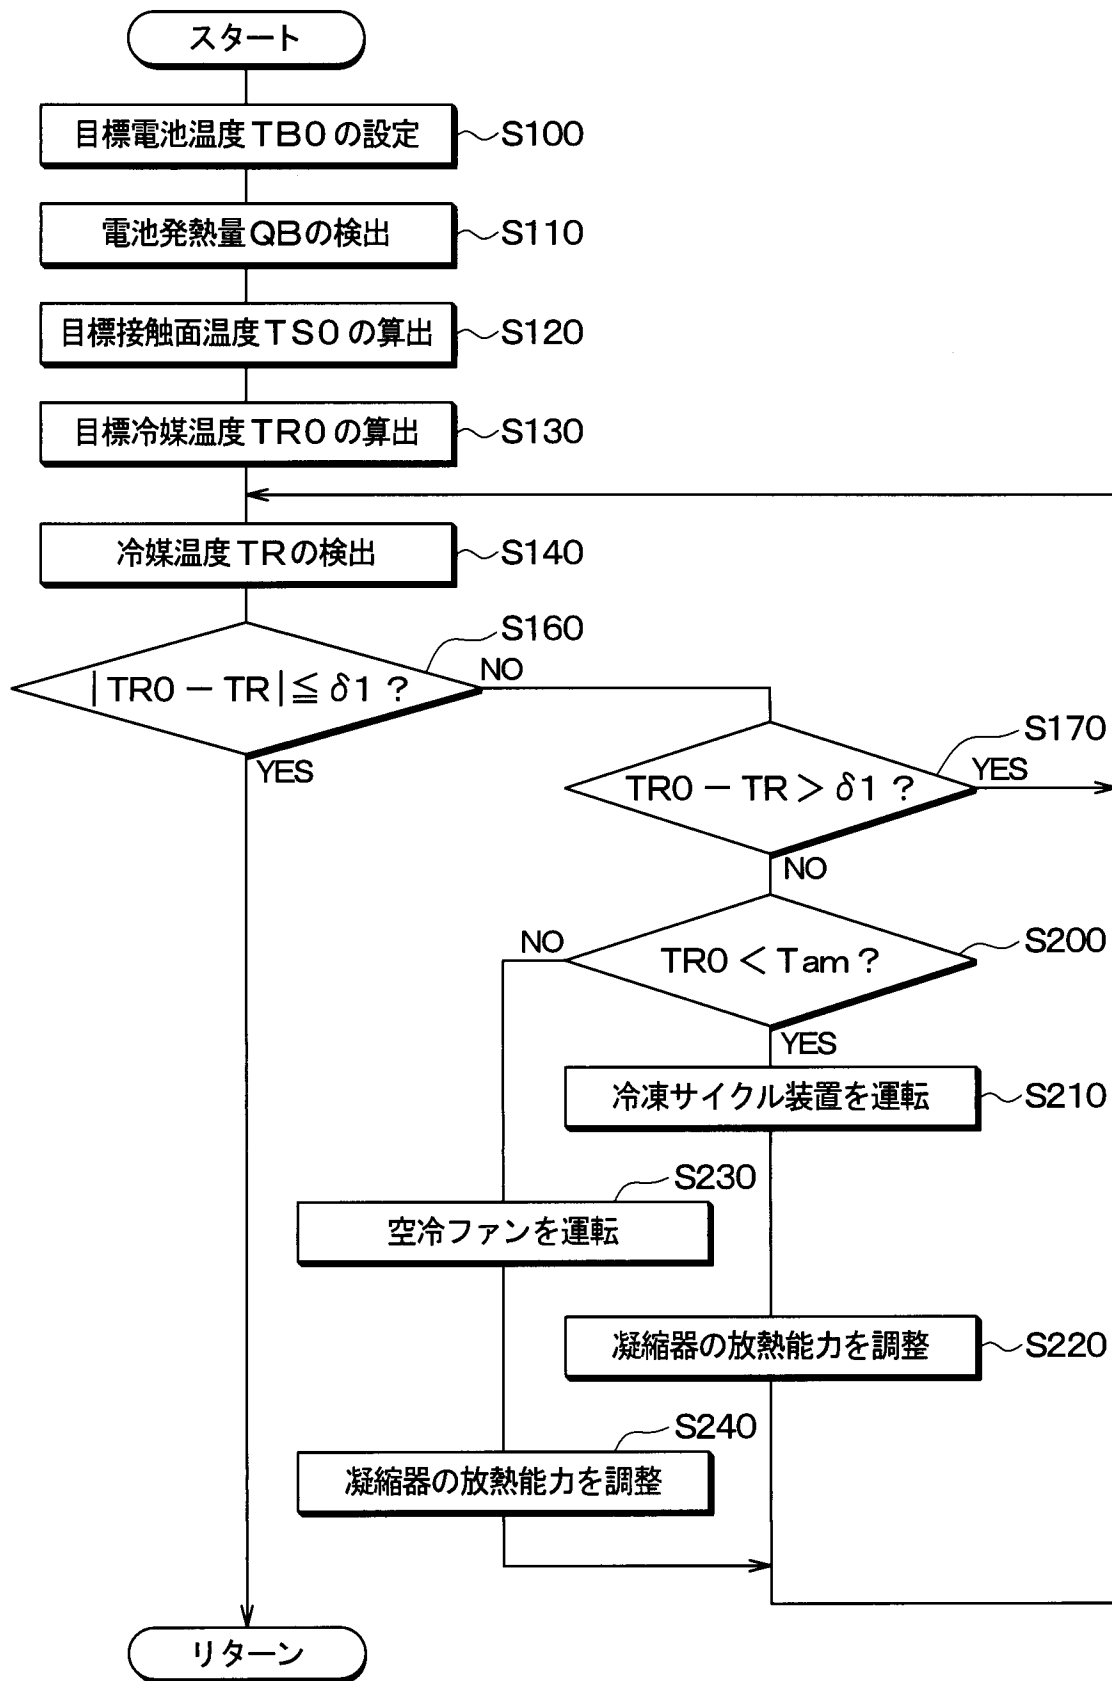 スタート
目標電池温度TB0の設定
S100
電池発熱量QBの検出
S110
目標接触面温度TS0の算出
S120
目標冷媒温度TR0の算出
S130
冷媒温度TRの検出
S140
S160
|TR0－TR|≦δ1？
NO
YES
S170
TR0－TR＞δ1？
YES
NO
S200
TR0＜Tam？
NO
YES
冷凍サイクル装置を運転
S210
S230
空冷ファンを運転
凝縮器の放熱能力を調整
S220
S240
凝縮器の放熱能力を調整
リターン